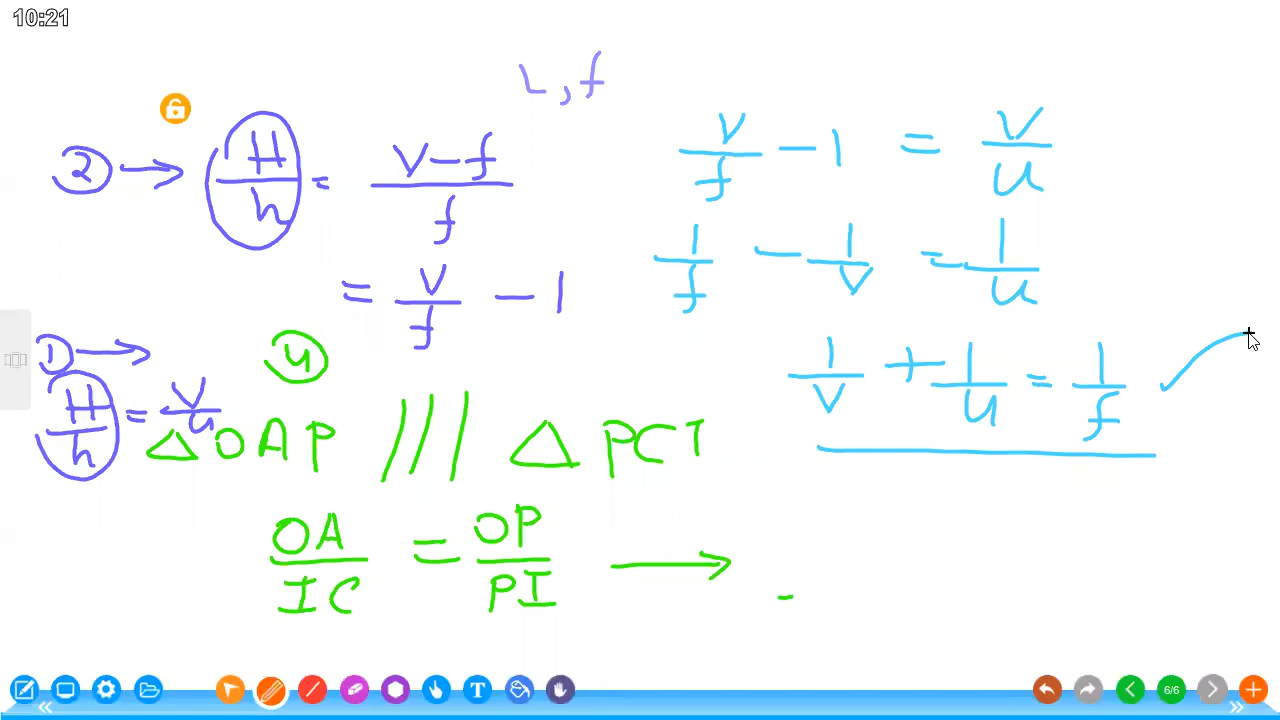 10:21
L, f
② → H/h = (v-f)/f
= v/f - 1
① →
H/h = v/u
④
△OAP /// △PCI
OA/IC = OP/PI →
-
v/f - 1 = v/u
1/f - 1/v = 1/u
1/v + 1/u = 1/f
T
6/6